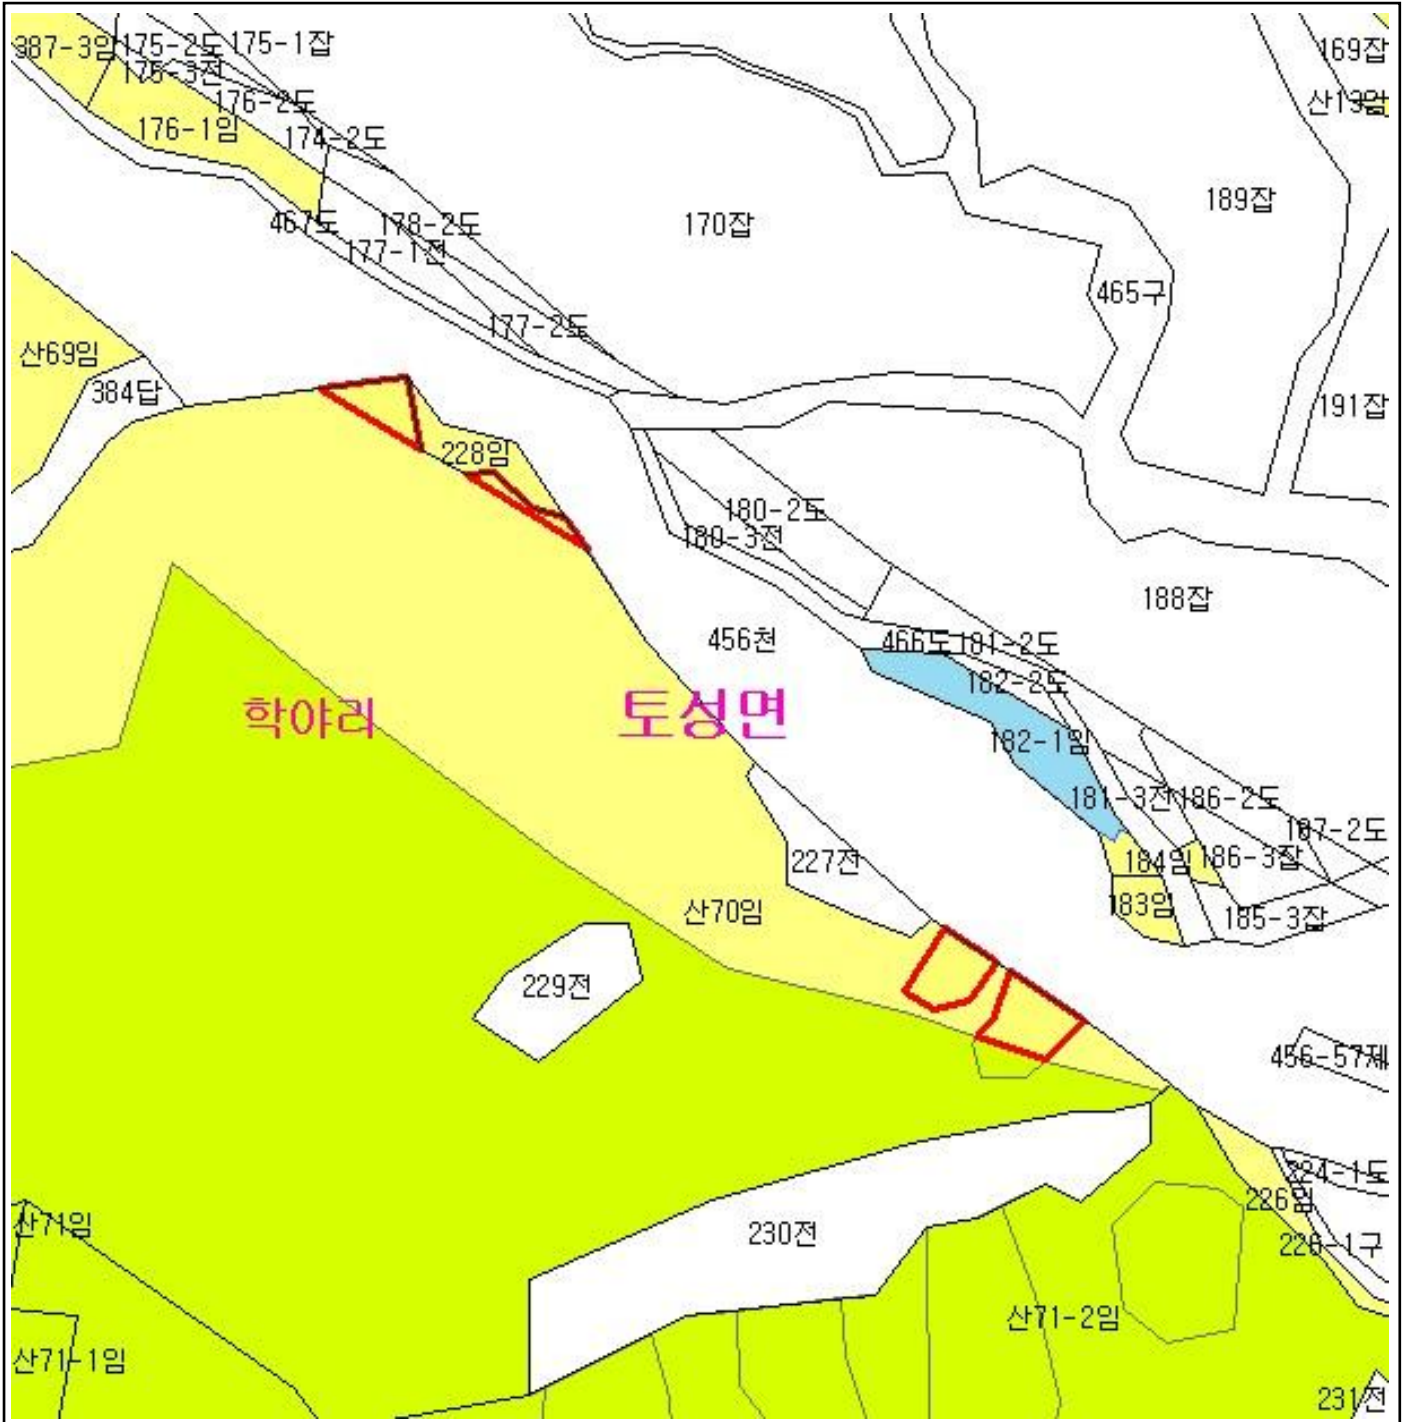 387-3임
175-2도
175-1잡
169잡
175-3전
176-2도
산13임
176-1임
174-2도
189잡
467도
178-2도
170잡
177-1전
465구
177-2도
산69임
384답
191잡
228임
180-2도
180-3전
188잡
456천
466도
181-2도
182-2도
학야리
토성면
182-1임
181-3전
186-2도
187-2도
227전
184임
186-3잡
183임
산70임
185-3잡
229전
456-57제
224-1도
226임
산71임
230전
226-1구
산71-2임
산71-1임
231전